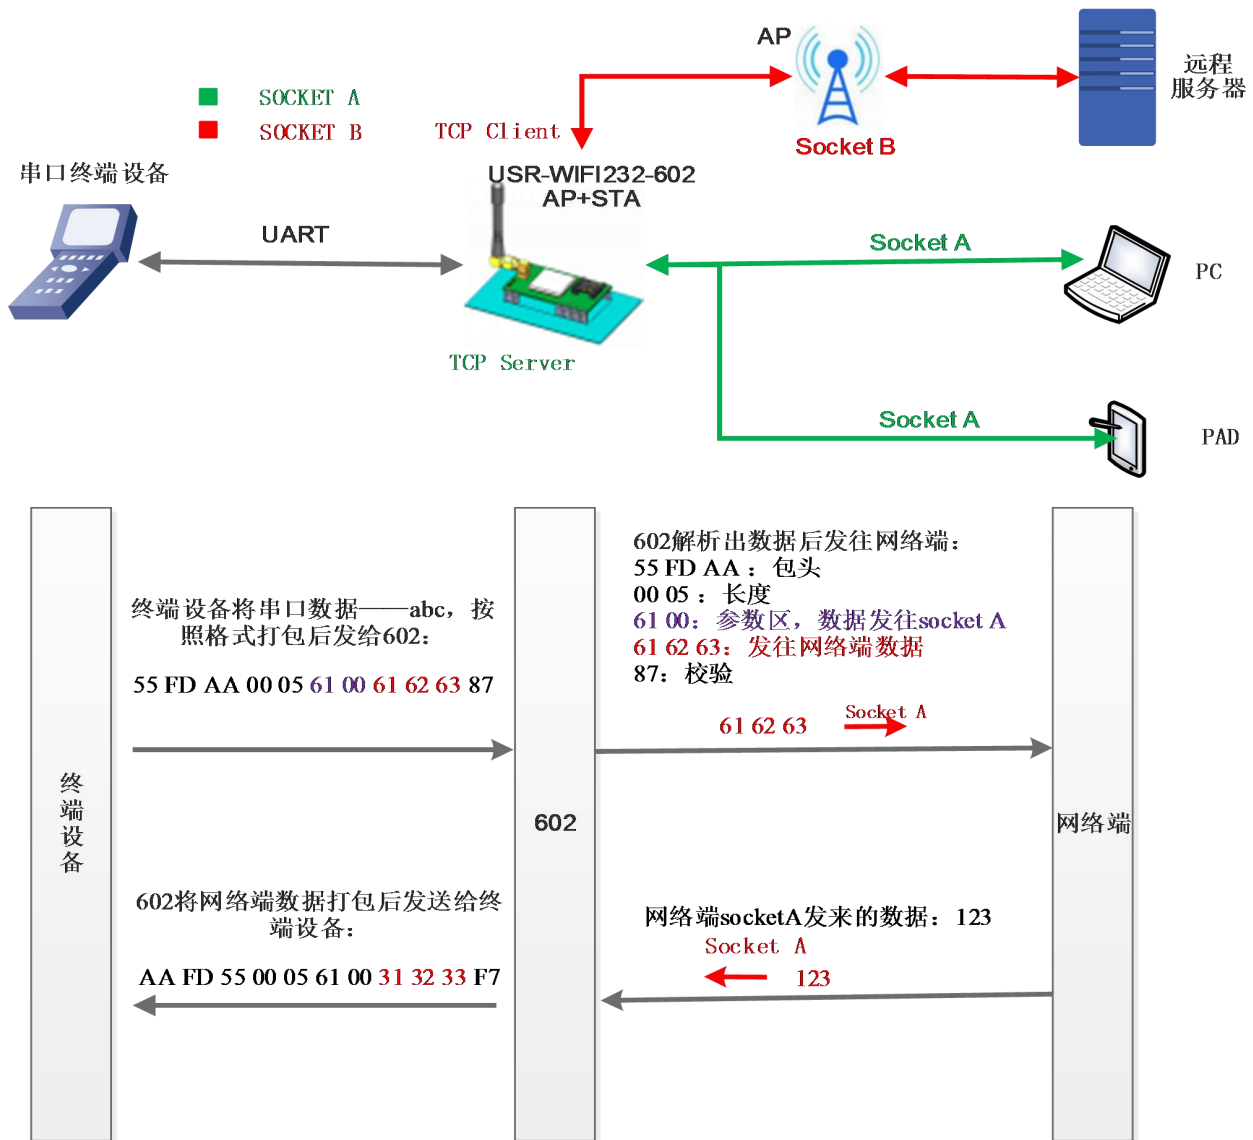 AP
远程
服务器
SOCKET A
SOCKET B
TCP Client
Socket B
串口终端设备
USR-WIFI232-602
AP+STA
UART
Socket A
PC
TCP Server
Socket A
PAD
602解析出数据后发往网络端：
55 FD AA ：包头
00 05 ：长度
61 00：参数区，数据发往socket A
61 62 63：发往网络端数据
87：校验
终端设备将串口数据——abc，按
照格式打包后发给602：
55 FD AA 00 05 61 00 61 62 63 87
61 62 63
Socket A
终
端
设
备
602
网络端
602将网络端数据打包后发送给终
端设备：
AA FD 55 00 05 61 00 31 32 33 F7
网络端socketA发来的数据：123
Socket A
123